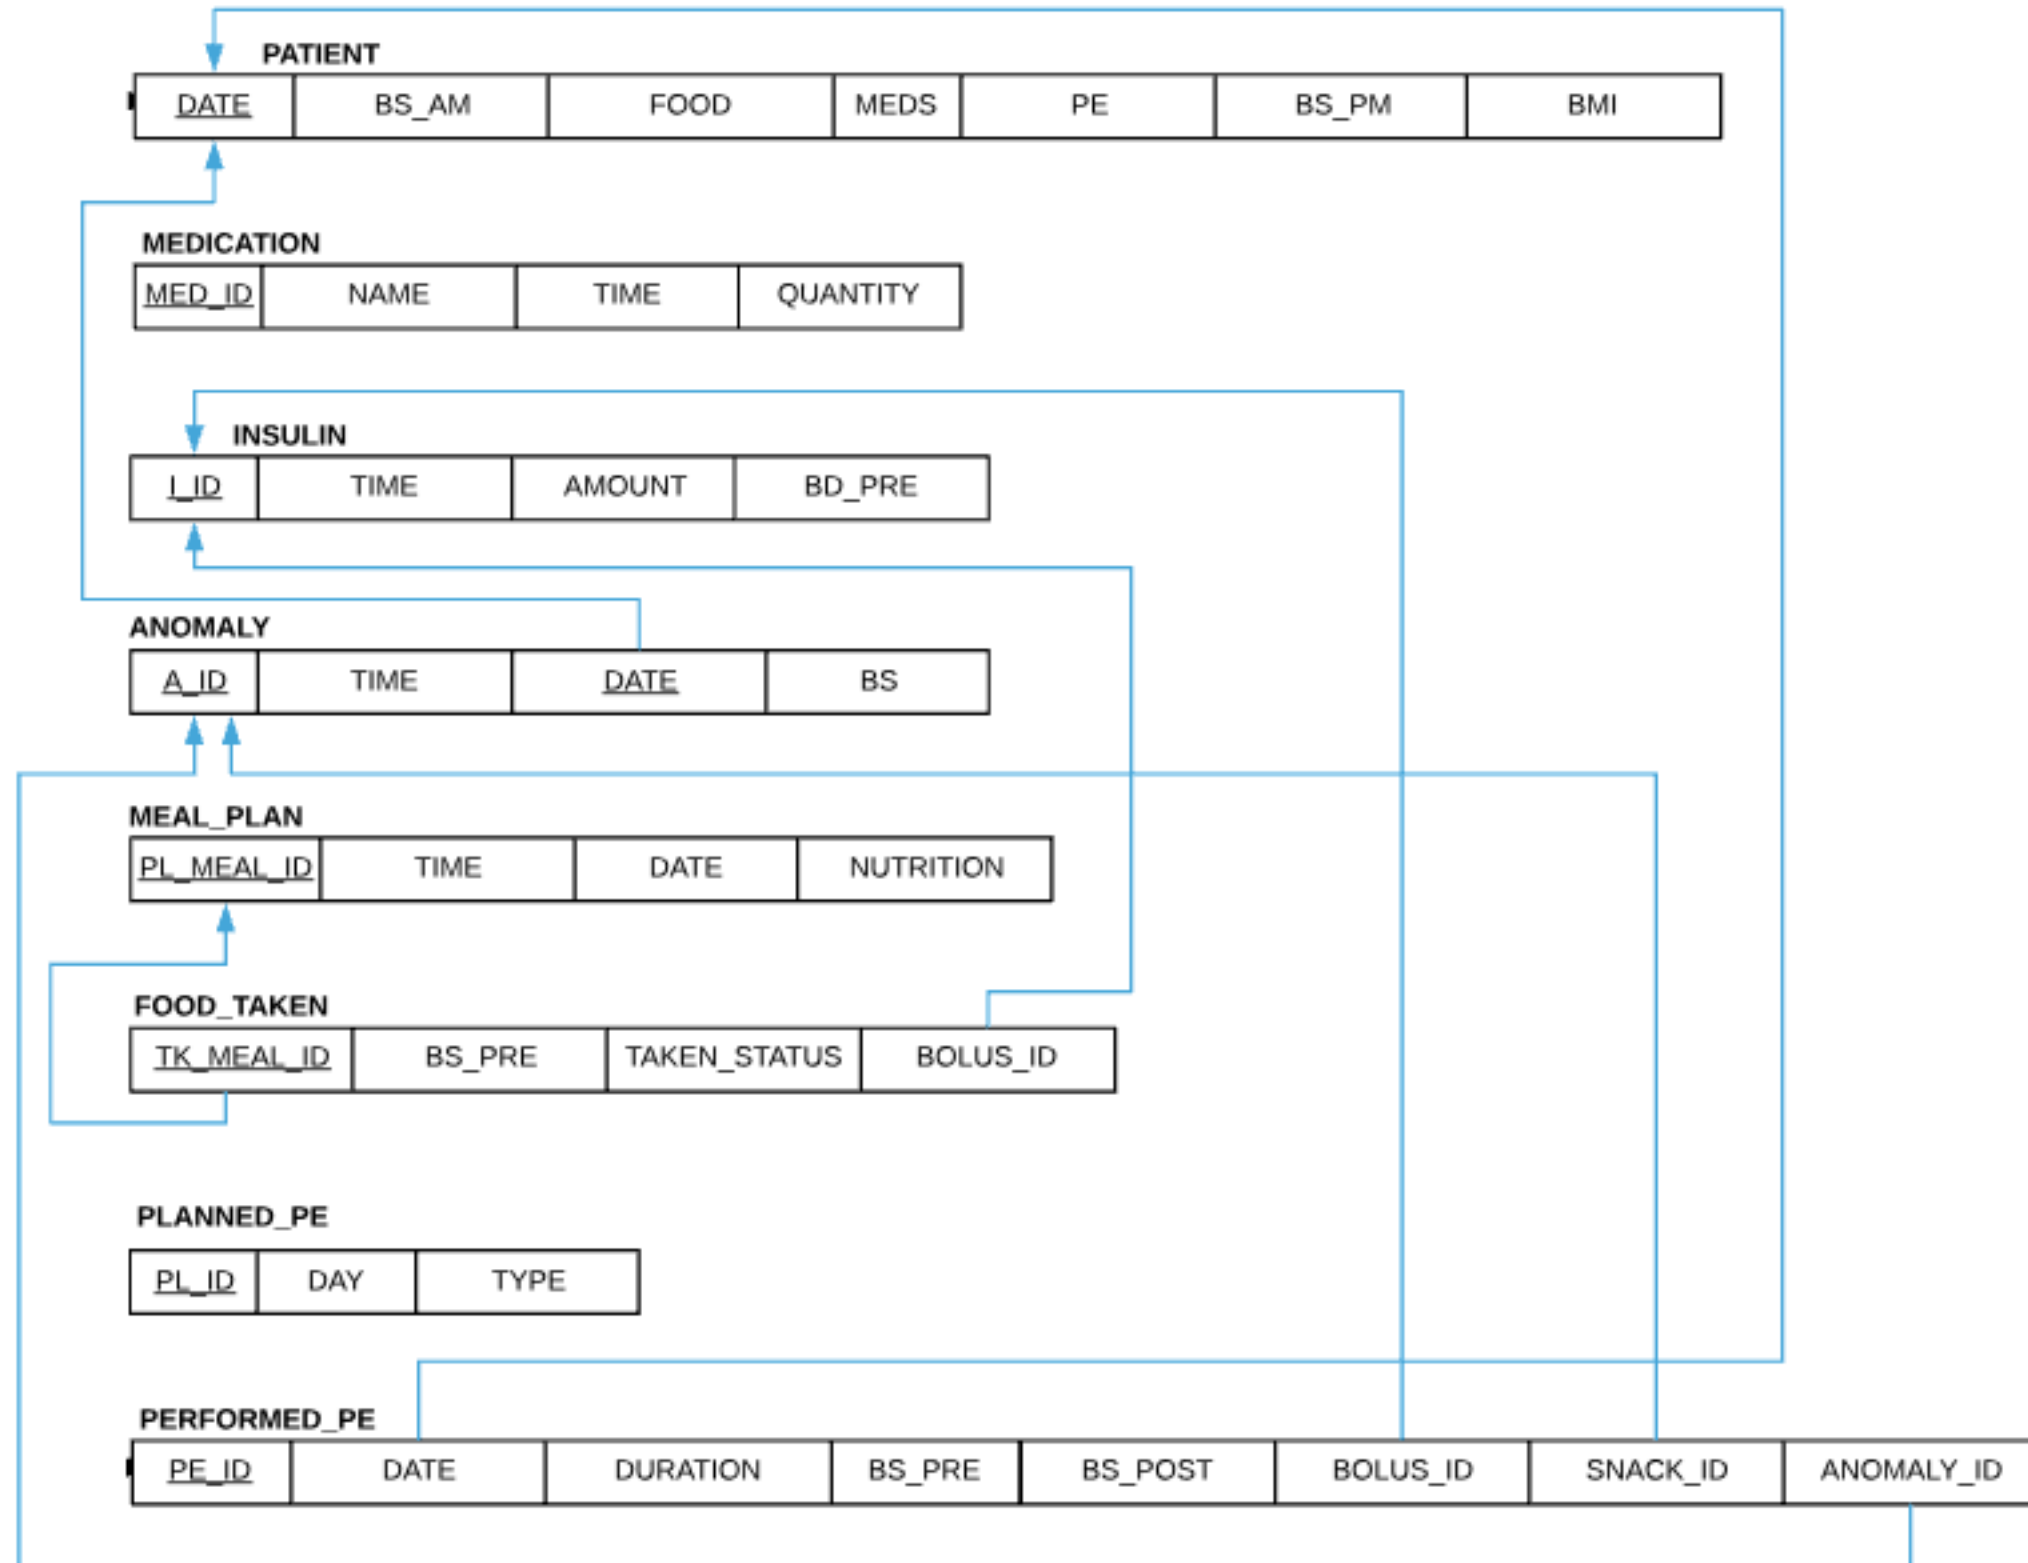 PATIENT
DATE BS_AM FOOD MEDS PE BS_PM BMI
MEDICATION
MED_ID NAME TIME QUANTITY
INSULIN
I_ID TIME AMOUNT BD_PRE
ANOMALY
A_ID TIME DATE BS
MEAL_PLAN
PL_MEAL_ID TIME DATE NUTRITION
FOOD_TAKEN
TK_MEAL_ID BS_PRE TAKEN_STATUS BOLUS_ID
PLANNED_PE
PL_ID DAY TYPE
PERFORMED_PE
PE_ID DATE DURATION BS_PRE BS_POST BOLUS_ID SNACK_ID ANOMALY_ID